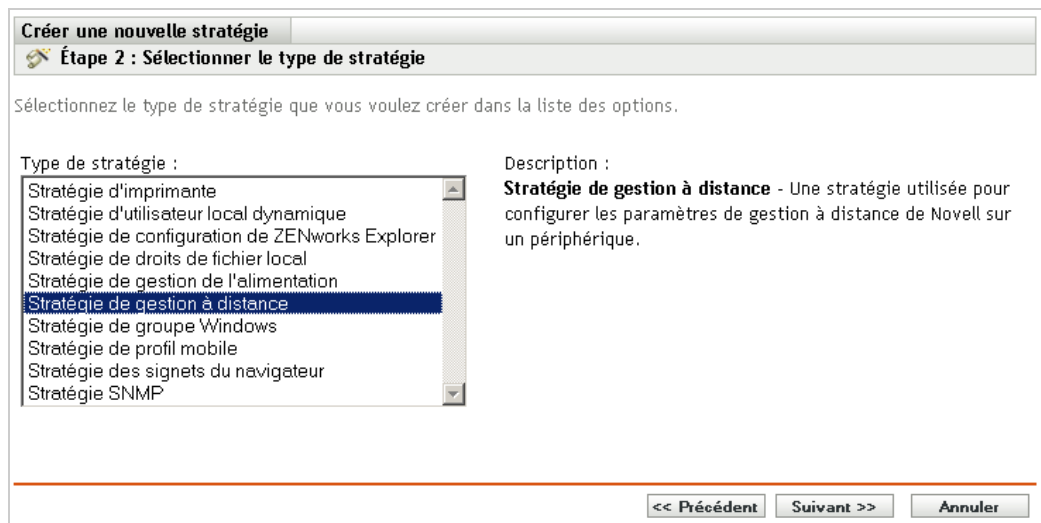 Créer une nouvelle stratégie
Étape 2 : Sélectionner le type de stratégie
Sélectionnez le type de stratégie que vous voulez créer dans la liste des options.
Type de stratégie :
Stratégie d'imprimante
Stratégie d'utilisateur local dynamique
Stratégie de configuration de ZENworks Explorer
Stratégie de droits de fichier local
Stratégie de gestion de l'alimentation
Stratégie de gestion à distance
Stratégie de groupe Windows
Stratégie de profil mobile
Stratégie des signets du navigateur
Stratégie SNMP
Description :
Stratégie de gestion à distance - Une stratégie utilisée pour
configurer les paramètres de gestion à distance de Novell sur
un périphérique.
<< Précédent
Suivant >>
Annuler